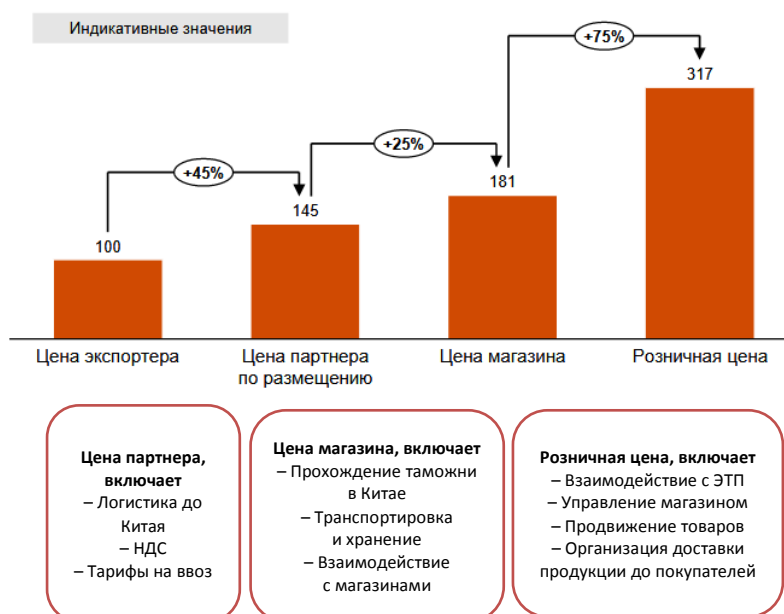 Индикативные значения
+75%
317
+25%
181
+45%
145
100
Цена экспортера
Цена партнера
по размещению
Цена магазина
Розничная цена
Цена партнера,
включает
– Логистика до
Китая
– НДС
– Тарифы на ввоз
Цена магазина, включает
– Прохождение таможни
в Китае
– Транспортировка
и хранение
– Взаимодействие
с магазинами
Розничная цена, включает
– Взаимодействие с ЭТП
– Управление магазином
– Продвижение товаров
– Организация доставки
продукции до покупателей